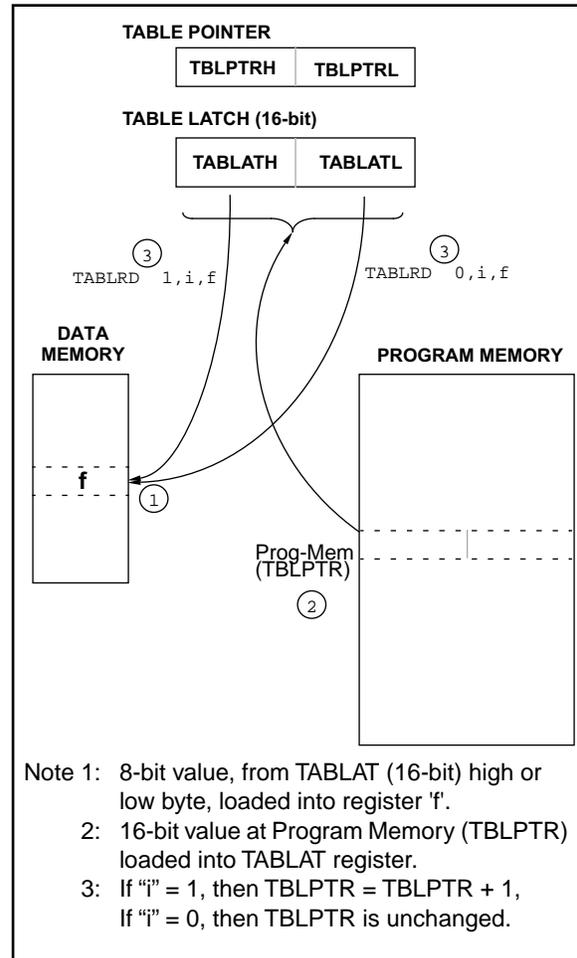 TABLE POINTER
TBLPTRH TBLPTRL
TABLE LATCH (16-bit)
TABLATH TABLATL
3 3
TABLRD 1,i,f TABLRD 0,i,f
DATA
MEMORY
PROGRAM MEMORY
f
1
Prog-Mem
(TBLPTR)
2
Note 1: 8-bit value, from TABLAT (16-bit) high or
low byte, loaded into register 'f'.
2: 16-bit value at Program Memory (TBLPTR)
loaded into TABLAT register.
3: If “i” = 1, then TBLPTR = TBLPTR + 1,
If “i” = 0, then TBLPTR is unchanged.